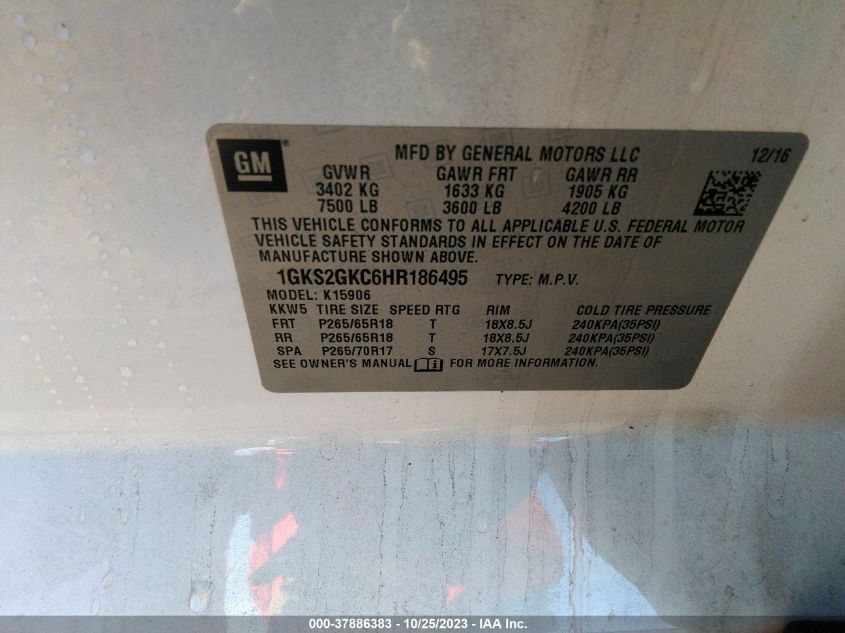 GM®
MFD BY GENERAL MOTORS LLC 12/16
GVWR GAWR FRT GAWR RR
3402 KG 1633 KG 1905 KG
7500 LB 3600 LB 4200 LB
THIS VEHICLE CONFORMS TO ALL APPLICABLE U.S. FEDERAL MOTOR
VEHICLE SAFETY STANDARDS IN EFFECT ON THE DATE OF
MANUFACTURE SHOWN ABOVE.
1GKS2GKC6HR186495 TYPE: M.P.V.
MODEL: K15906
KKW5 TIRE SIZE SPEED RTG RIM COLD TIRE PRESSURE
FRT P265/65R18 T 18X8.5J 240KPA(35PSI)
RR P265/65R18 T 18X8.5J 240KPA(35PSI)
SPA P265/70R17 S 17X7.5J 240KPA(35PSI)
SEE OWNER'S MANUAL FOR MORE INFORMATION.
000-37886383 - 10/25/2023 - IAA Inc.